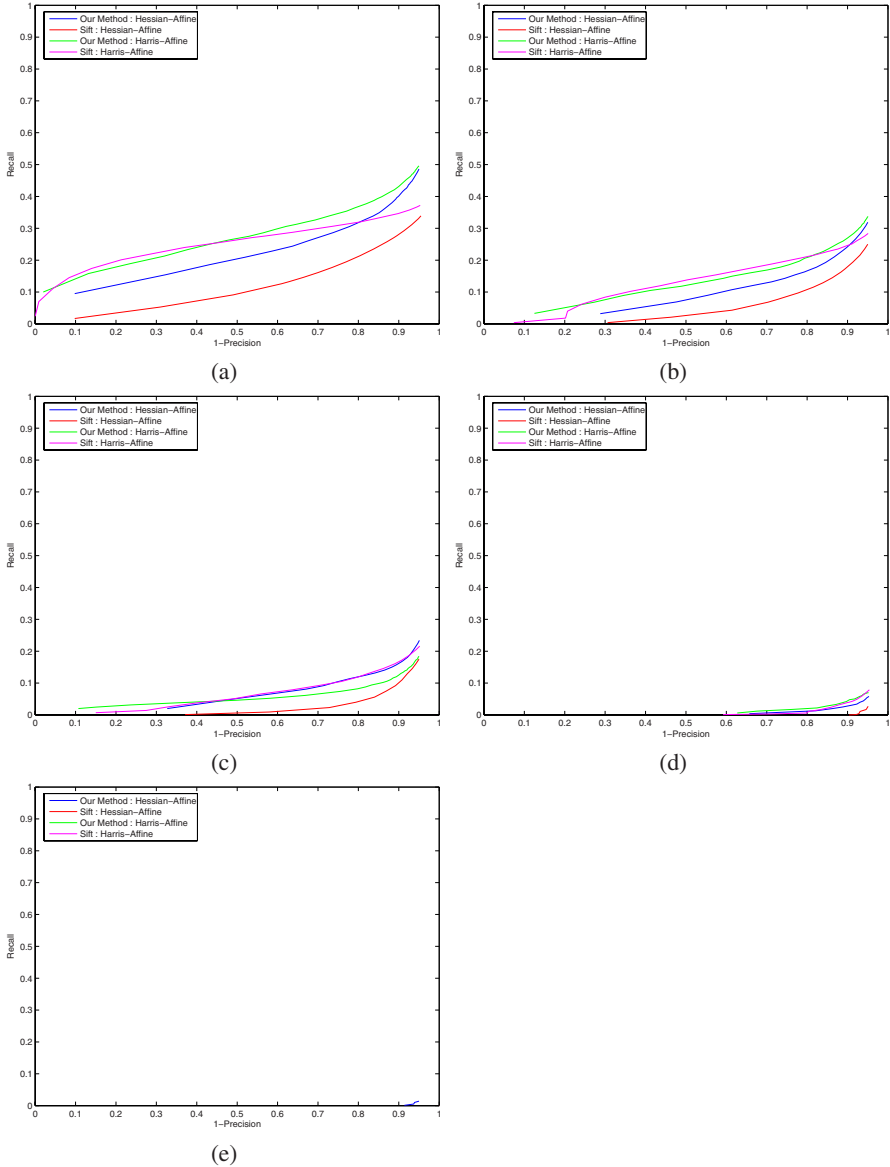 1
0.9
0.8
0.7
0.6
0.5
0.4
0.3
0.2
0.1
0
Recall
Our Method : Hessian−Affine
Sift : Hessian−Affine
Our Method : Harris−Affine
Sift : Harris−Affine
0 0.1 0.2 0.3 0.4 0.5 0.6 0.7 0.8 0.9 1
1−Precision
(a)
1
0.9
0.8
0.7
0.6
0.5
0.4
0.3
0.2
0.1
0
Recall
Our Method : Hessian−Affine
Sift : Hessian−Affine
Our Method : Harris−Affine
Sift : Harris−Affine
0 0.1 0.2 0.3 0.4 0.5 0.6 0.7 0.8 0.9 1
1−Precision
(b)
1
0.9
0.8
0.7
0.6
0.5
0.4
0.3
0.2
0.1
0
Recall
Our Method : Hessian−Affine
Sift : Hessian−Affine
Our Method : Harris−Affine
Sift : Harris−Affine
0 0.1 0.2 0.3 0.4 0.5 0.6 0.7 0.8 0.9 1
1−Precision
(c)
1
0.9
0.8
0.7
0.6
0.5
0.4
0.3
0.2
0.1
0
Recall
Our Method : Hessian−Affine
Sift : Hessian−Affine
Our Method : Harris−Affine
Sift : Harris−Affine
0 0.1 0.2 0.3 0.4 0.5 0.6 0.7 0.8 0.9 1
1−Precision
(d)
1
0.9
0.8
0.7
0.6
0.5
0.4
0.3
0.2
0.1
0
Recall
Our Method : Hessian−Affine
Sift : Hessian−Affine
Our Method : Harris−Affine
Sift : Harris−Affine
0 0.1 0.2 0.3 0.4 0.5 0.6 0.7 0.8 0.9 1
1−Precision
(e)